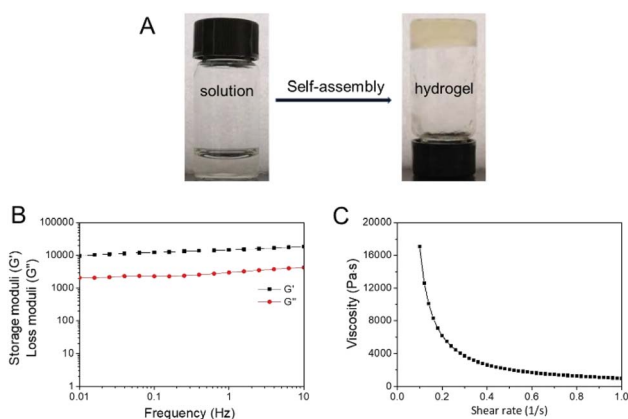 A
solution
Self-assembly
hydrogel
B
Storage moduli (G')
Loss moduli (G'')
100000
10000
1000
100
10
1
0.01
0.1
1
10
Frequency (Hz)
G'
G''
C
Viscosity (Pa·s)
20000
16000
12000
8000
4000
0.0
0.2
0.4
0.6
0.8
1.0
Shear rate (1/s)